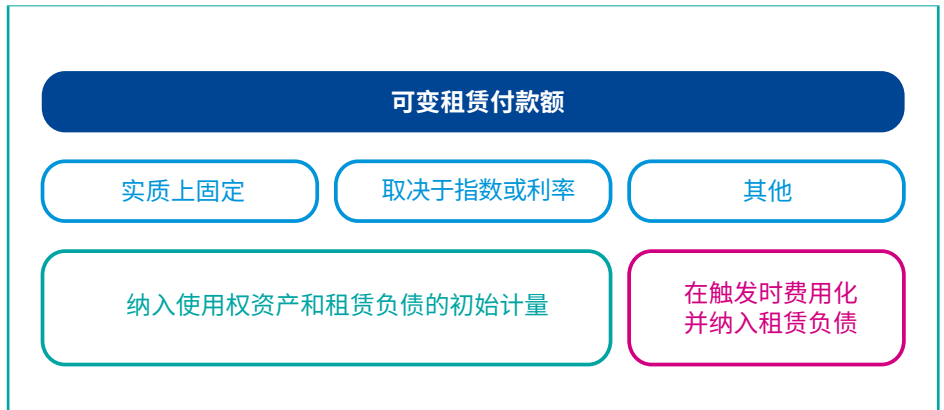 可变租赁付款额
实质上固定
取决于指数或利率
其他
纳入使用权资产和租赁负债的初始计量
在触发时费用化
并纳入租赁负债